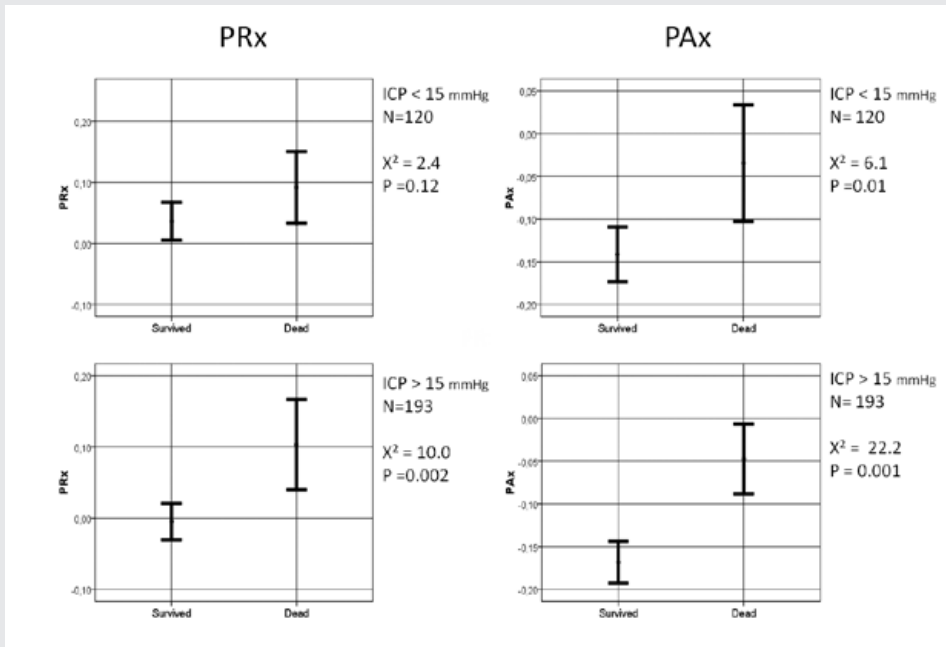 PRx
PAx
PRx
0,20
0,10
0,00
-0,10
Survived
Dead
ICP < 15 mmHg
N=120
X² = 2.4
P =0.12
PAx
0,05
0,00
-0,05
-0,10
-0,15
-0,20
Survived
Dead
ICP < 15 mmHg
N= 120
X² = 6.1
P =0.01
PRx
0,20
0,10
0,00
-0,10
Survived
Dead
ICP > 15 mmHg
N=193
X² = 10.0
P =0.002
PAx
0,05
0,00
-0,05
-0,10
-0,15
-0,20
Survived
Dead
ICP > 15 mmHg
N= 193
X² = 22.2
P = 0.001